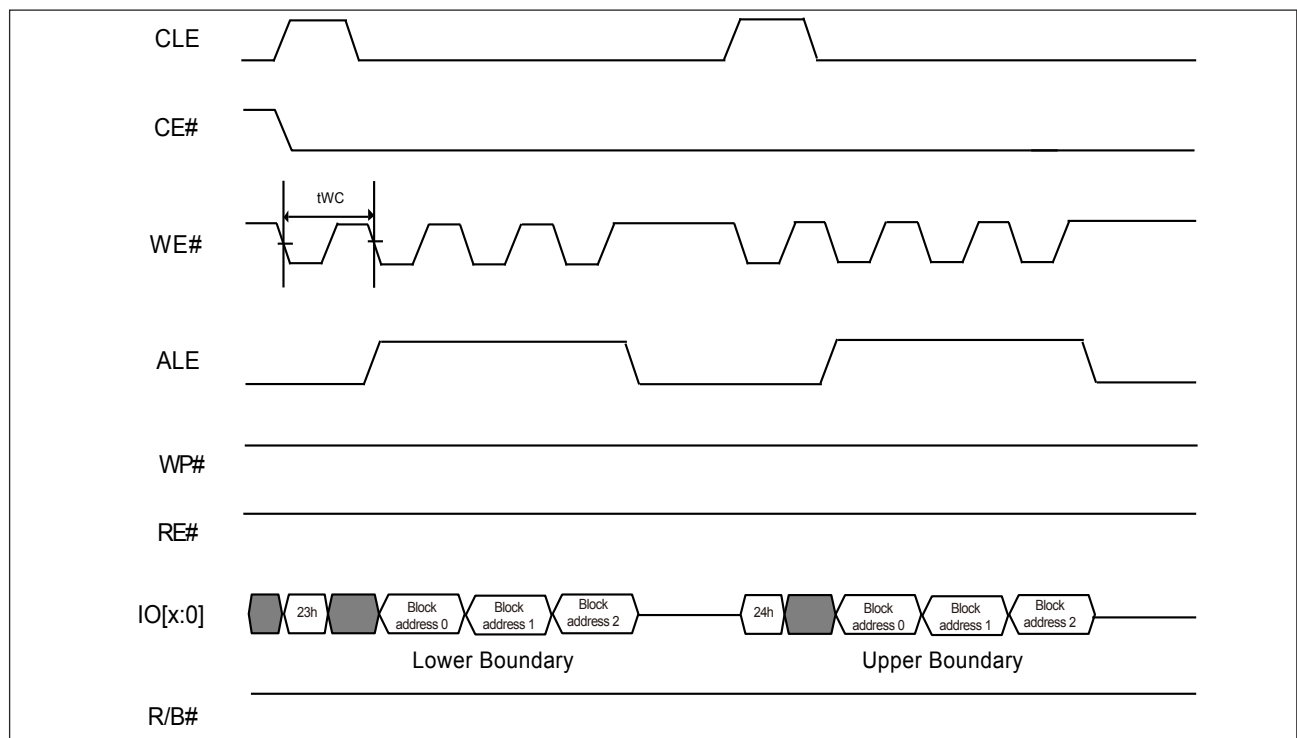 CLE
CE#
tWC
WE#
ALE
WP#
RE#
IO[x:0]
23h
Block
address 0
Block
address 1
Block
address 2
24h
Block
address 0
Block
address 1
Block
address 2
Lower Boundary
Upper Boundary
R/B#